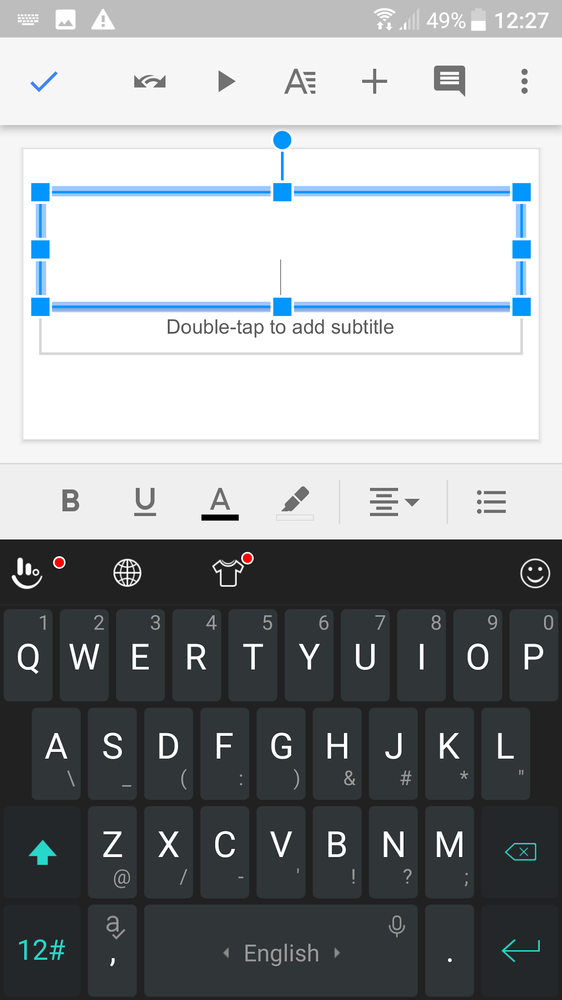 49% 12:27
Double-tap to add subtitle
B U A
1 2 3 4 5 6 7 8 9 0
Q W E R T Y U I O P
A S D F G H J K L
\ _ ( : ) & # * "
Z X C V B N M
@ / - ' ! ? ;
a
12# , English .